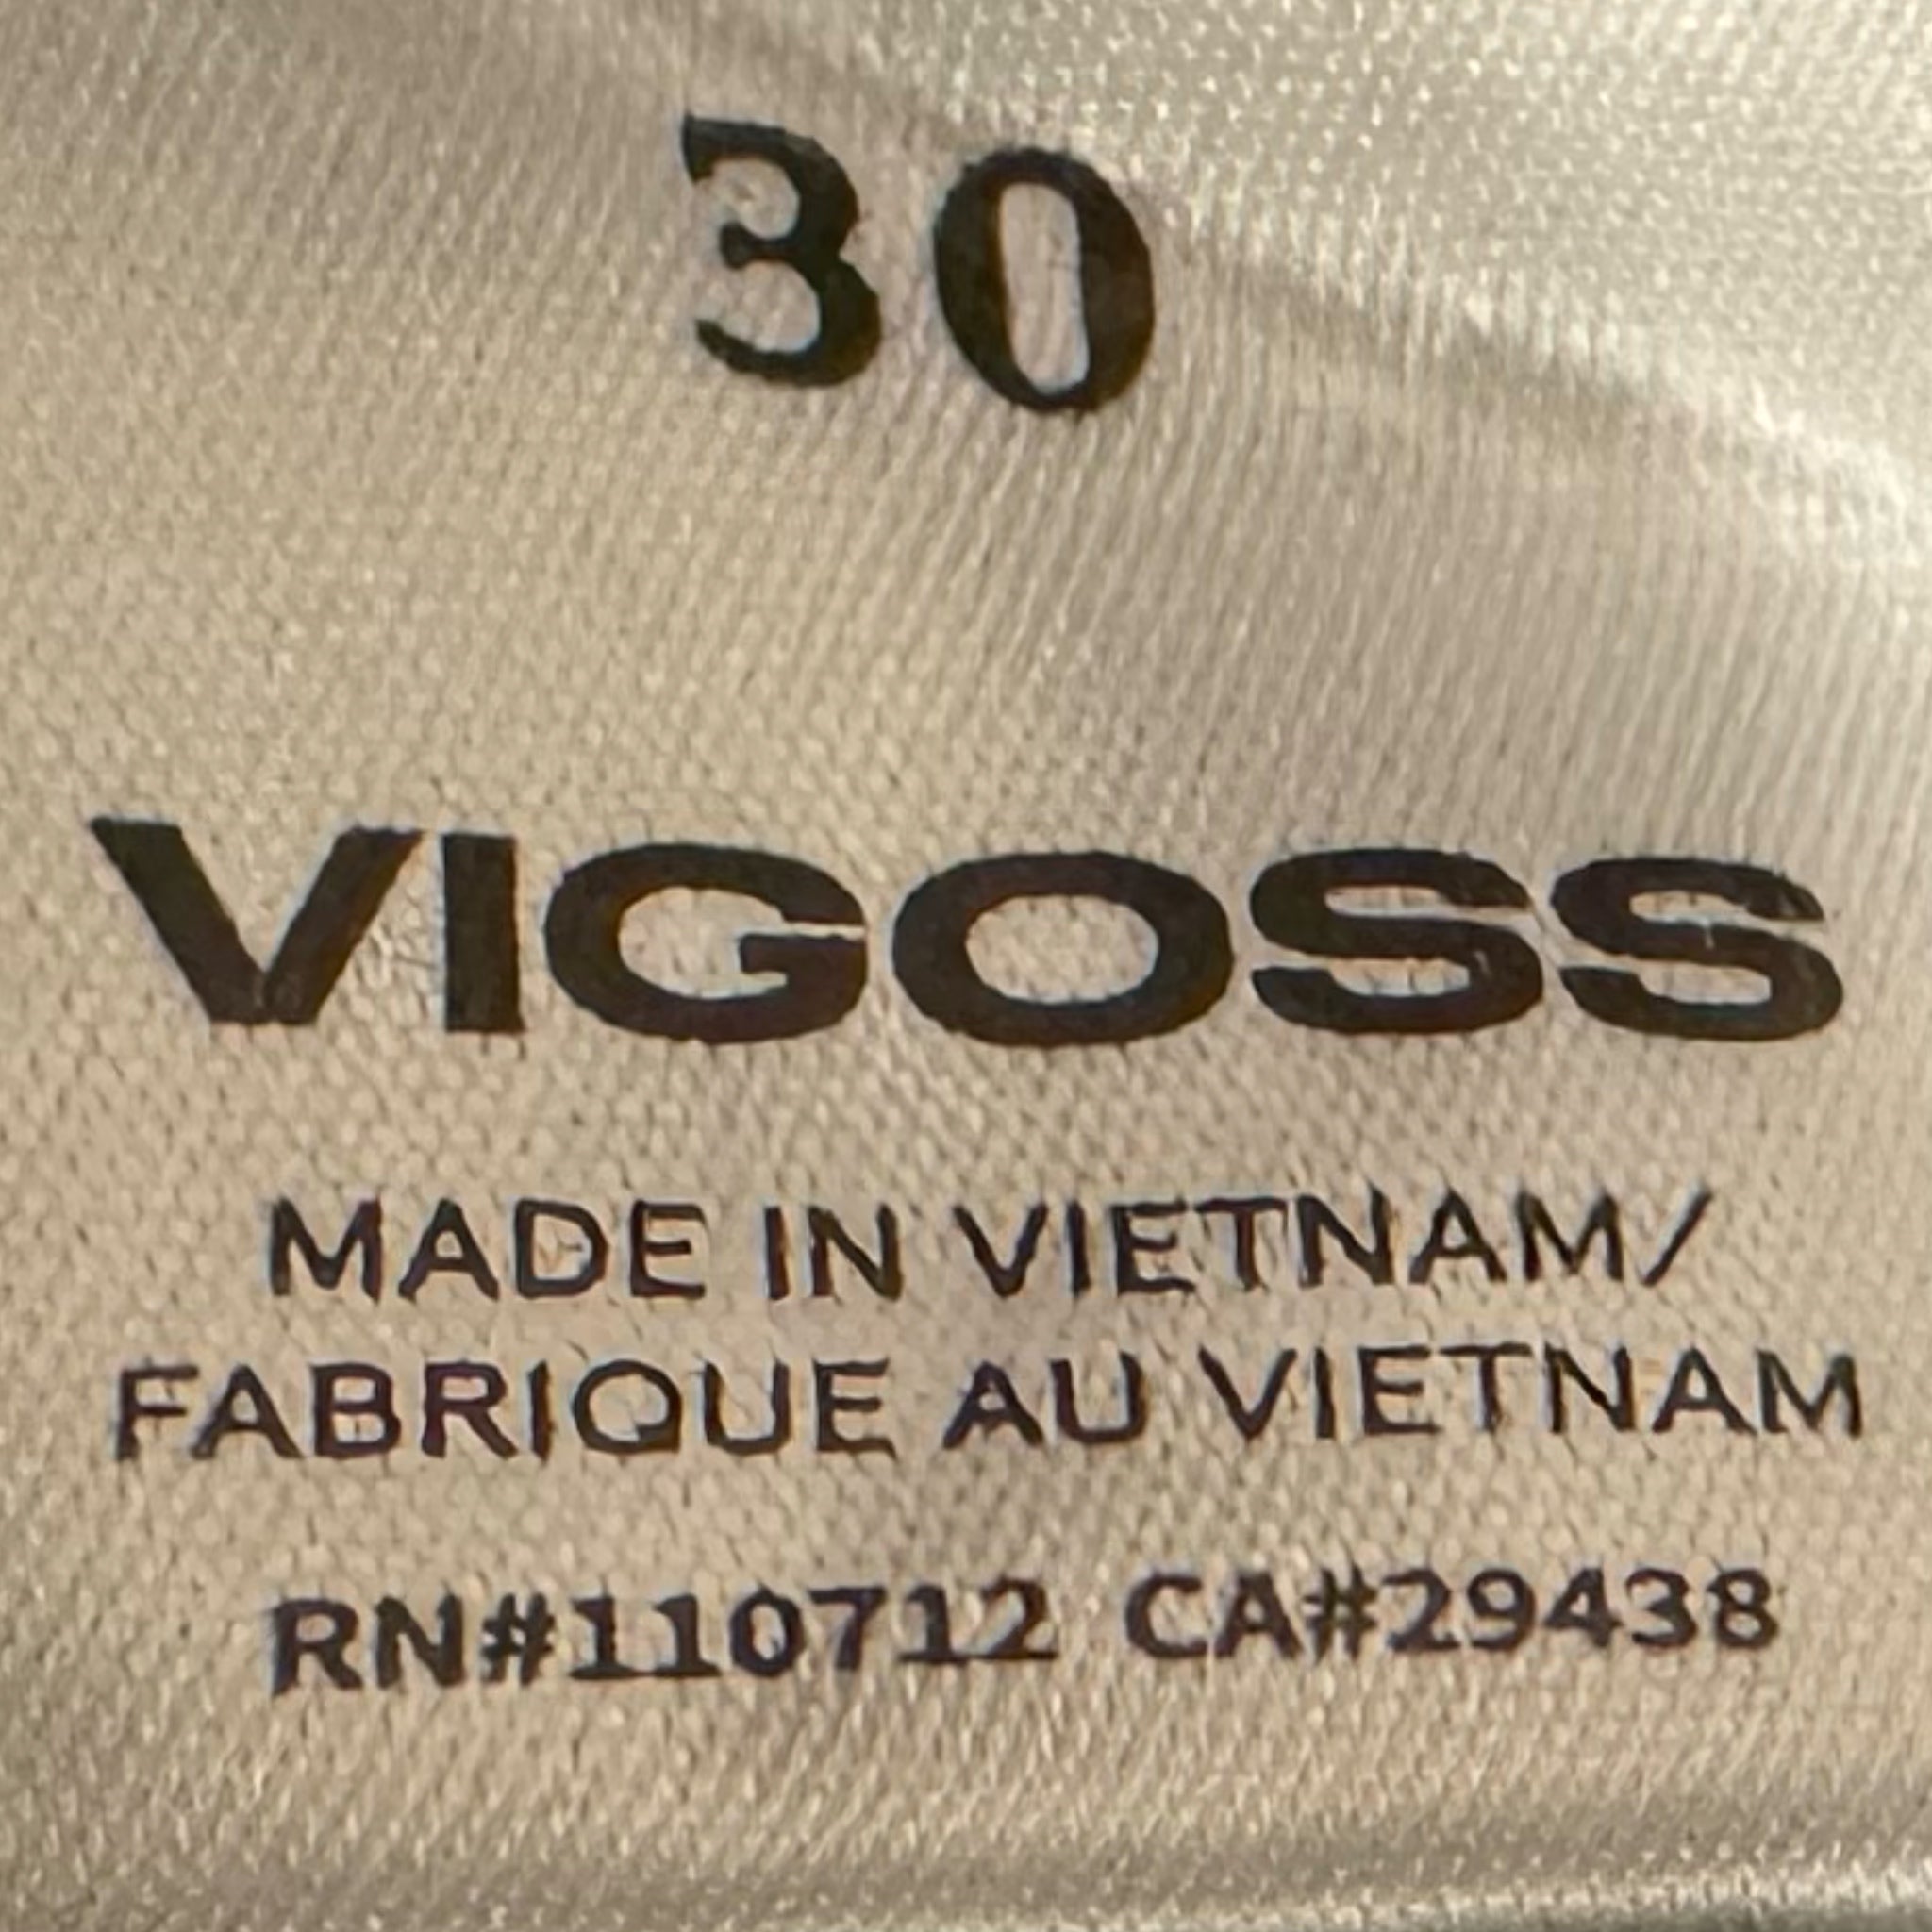 30
VIGOSS
MADE IN VIETNAM/
FABRIQUE AU VIETNAM
RN#110712 CA#29438